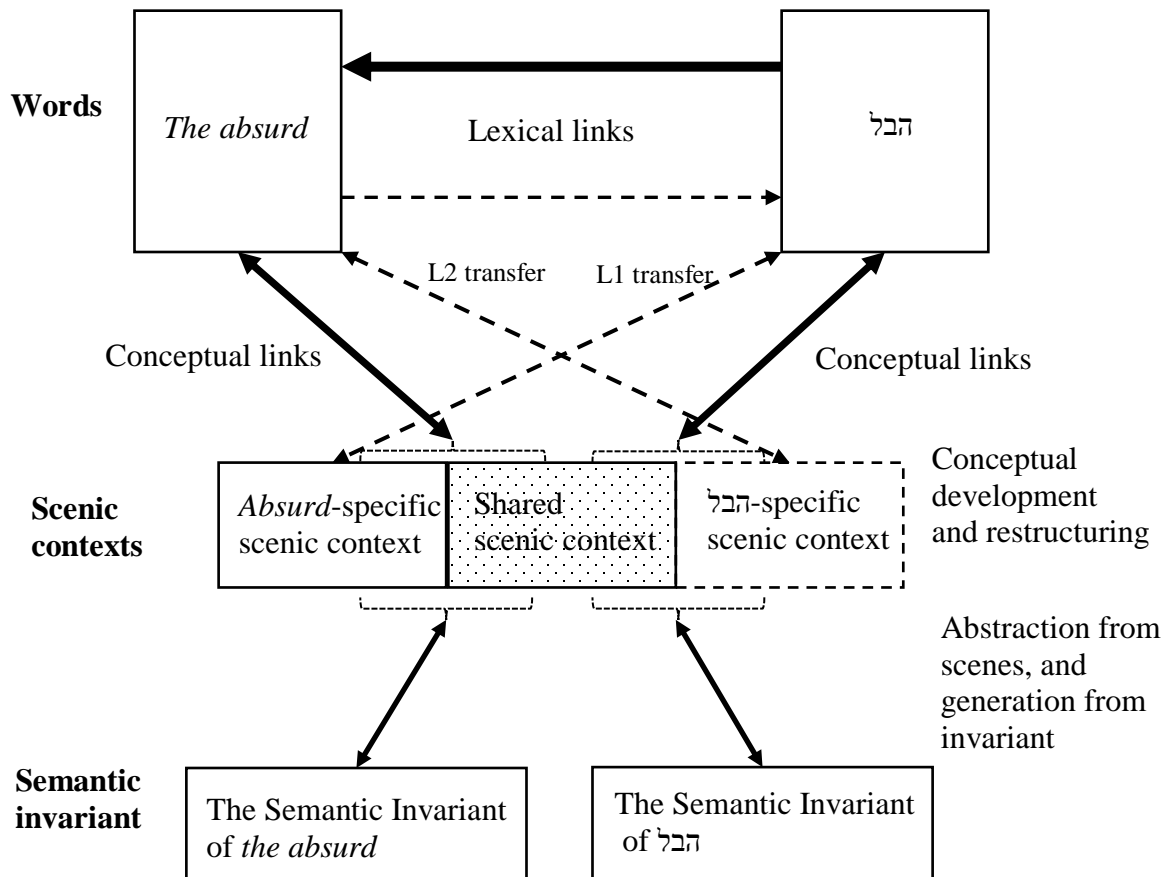 Words
The absurd
Lexical links
הבל
L2 transfer
L1 transfer
Conceptual links
Conceptual links
Scenic
contexts
Absurd-specific
scenic context
Shared
scenic context
הבל-specific
scenic context
Conceptual
development
and restructuring
Abstraction from
scenes, and
generation from
invariant
Semantic
invariant
The Semantic Invariant
of the absurd
The Semantic Invariant
of הבל